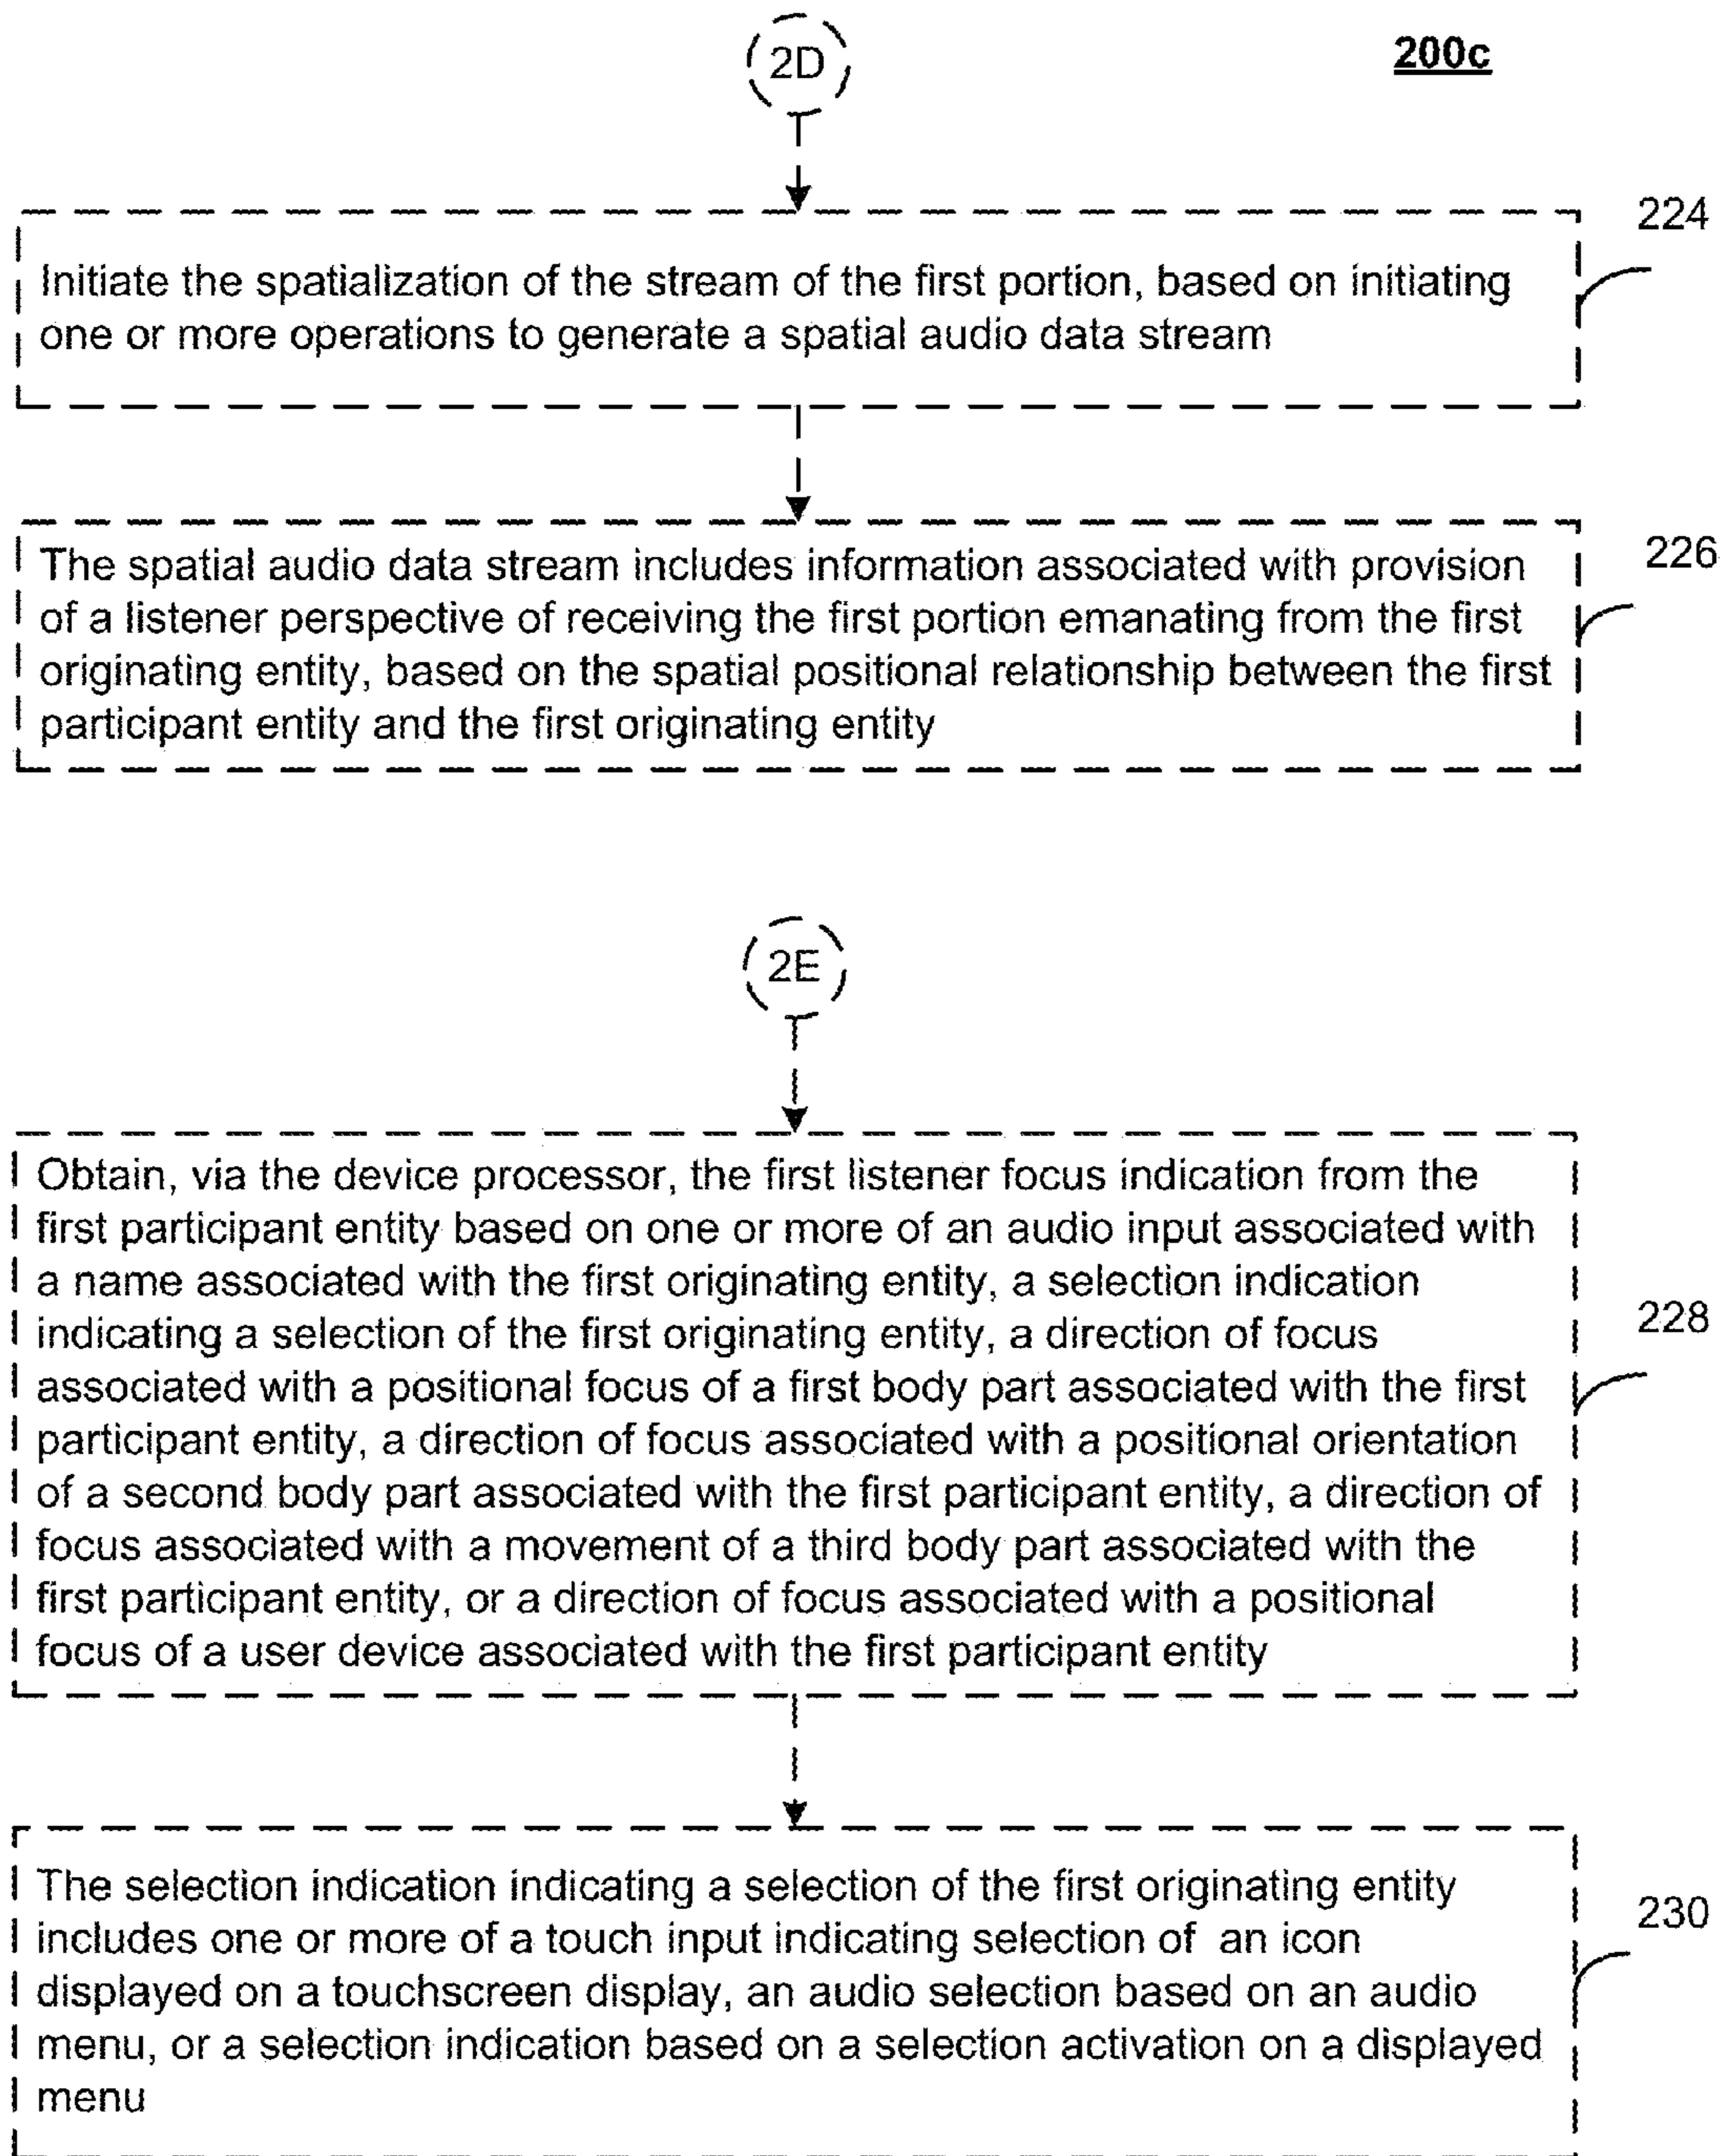 2D
200c
224
Initiate the spatialization of the stream of the first portion, based on initiating
one or more operations to generate a spatial audio data stream
226
The spatial audio data stream includes information associated with provision
of a listener perspective of receiving the first portion emanating from the first
originating entity, based on the spatial positional relationship between the first
participant entity and the first originating entity
2E
Obtain, via the device processor, the first listener focus indication from the
first participant entity based on one or more of an audio input associated with
a name associated with the first originating entity, a selection indication
indicating a selection of the first originating entity, a direction of focus
228
associated with a positional focus of a first body part associated with the first
participant entity, a direction of focus associated with a positional orientation
of a second body part associated with the first participant entity, a direction of
focus associated with a movement of a third body part associated with the
first participant entity, or a direction of focus associated with a positional
focus of a user device associated with the first participant entity
The selection indication indicating a selection of the first originating entity
230
includes one or more of a touch input indicating selection of an icon
displayed on a touchscreen display, an audio selection based on an audio
menu, or a selection indication based on a selection activation on a displayed
menu